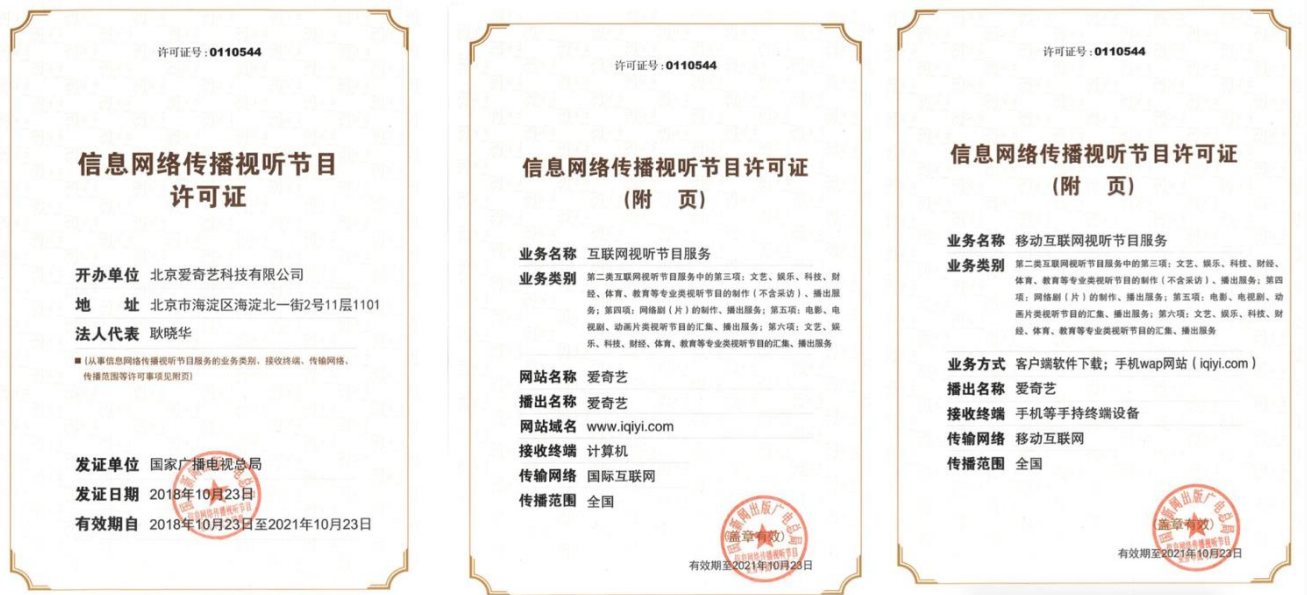 许可证号:0110544
信息网络传播视听节目
许可证
开办单位 北京爱奇艺科技有限公司
地 址 北京市海淀区海淀北一街2号11层1101
法人代表 耿晓华
■ (从事信息网络传播视听节目服务的业务类别、接收终端、传输网络、
传播范围等许可事项见附页)
发证单位 国家广播电视总局
发证日期 2018年10月23日
有效期自 2018年10月23日至2021年10月23日
许可证号:0110544
信息网络传播视听节目许可证
(附 页)
业务名称 互联网视听节目服务
业务类别 第二类互联网视听节目服务中的第三项:文艺、娱乐、科技、财
经、体育、教育等专业类视听节目的制作(不含采访)、播出服
务;第四项:网络剧(片)的制作、播出服务;第五项:电影、电
视剧、动画片类视听节目的汇集、播出服务;第六项:文艺、娱
乐、科技、财经、体育、教育等专业类视听节目的汇集、播出服务
网站名称 爱奇艺
播出名称 爱奇艺
网站域名 www.iqiyi.com
接收终端 计算机
传输网络 国际互联网
传播范围 全国
(盖章有效)
有效期至2021年10月23日
许可证号:0110544
信息网络传播视听节目许可证
(附 页)
业务名称 移动互联网视听节目服务
业务类别 第二类互联网视听节目服务中的第三项:文艺、娱乐、科技、财经、
体育、教育等专业类视听节目的制作(不含采访)、播出服务;第四
项:网络剧(片)的制作、播出服务;第五项:电影、电视剧、动
画片类视听节目的汇集、播出服务;第六项:文艺、娱乐、科技、财
经、体育、教育等专业类视听节目的汇集、播出服务
业务方式 客户端软件下载;手机wap网站(iqiyi.com)
播出名称 爱奇艺
接收终端 手机等手持终端设备
传输网络 移动互联网
传播范围 全国
(盖章有效)
有效期至2021年10月23日